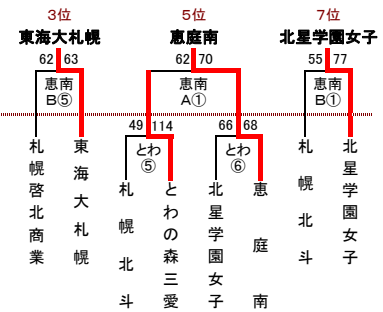 3位
5位
7位
東海大札幌
恵庭南
北星学園女子
62 63
62 70
55 77
恵南
B⑤
恵南
A①
恵南
B①
49 114
66 68
とわ
⑤
とわ
⑥
札幌啓北商業
東海大札幌
札幌北斗
とわの森三愛
北星学園女子
恵庭南
札幌北斗
北星学園女子